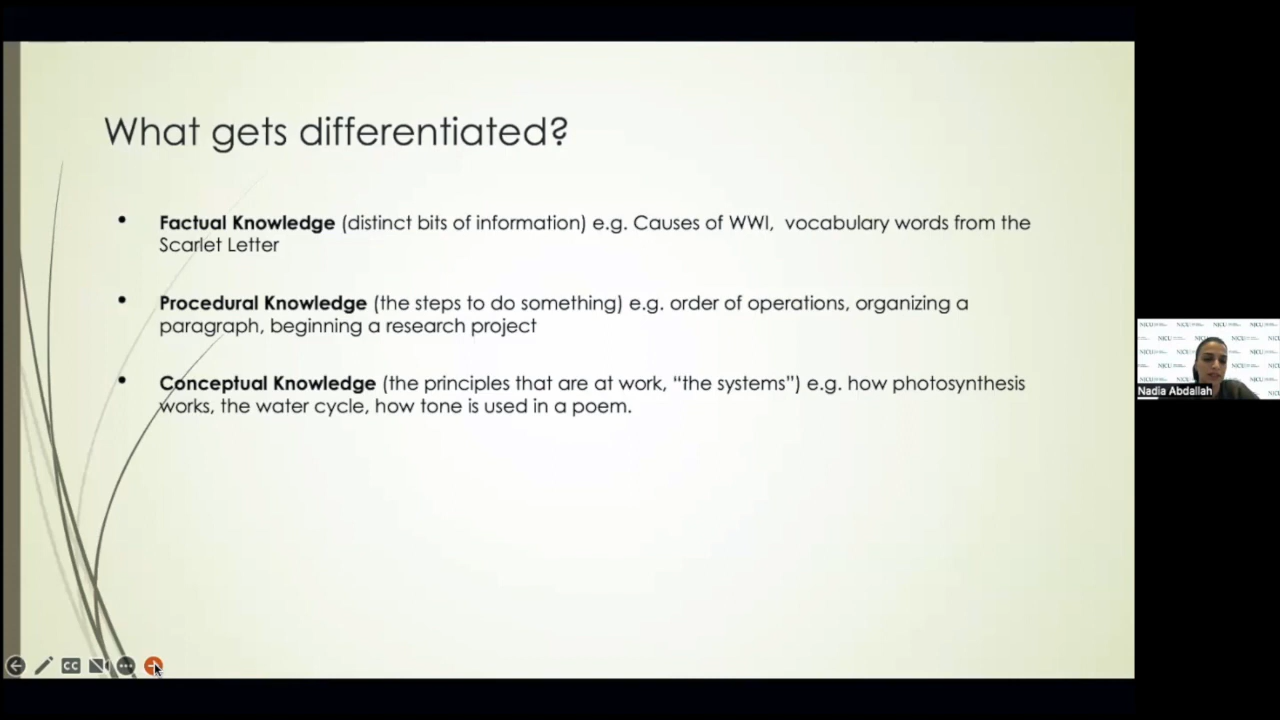 What gets differentiated?
• Factual Knowledge (distinct bits of information) e.g. Causes of WWI,  vocabulary words from the
Scarlet Letter
• Procedural Knowledge (the steps to do something) e.g. order of operations, organizing a
paragraph, beginning a research project
• Conceptual Knowledge (the principles that are at work, “the systems”) e.g. how photosynthesis
works, the water cycle, how tone is used in a poem.
CC
Nadia Abdallah